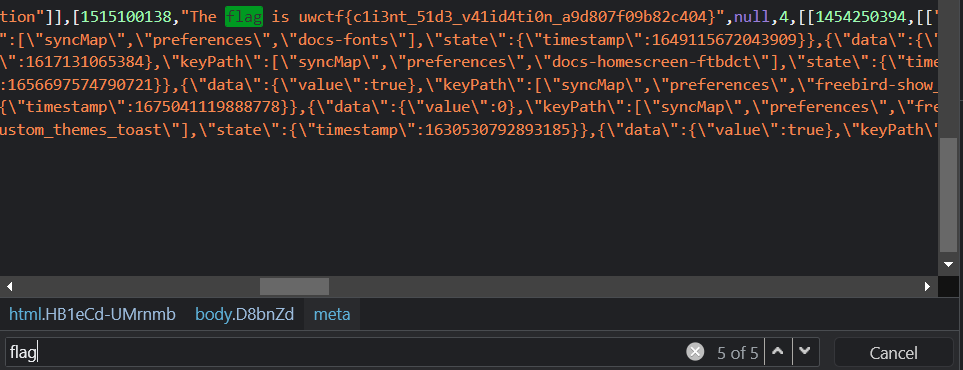 tion"]],[1515100138,"The flag is uwctf{c1i3nt_51d3_v41id4ti0n_a9d807f09b82c404}",null,4,[[1454250394,[["
":[\"syncMap\",\"preferences\",\"docs-fonts\"],\"state\":{\"timestamp\":1649115672043909}},{\"data\":{\"
\":1617131065384},\"keyPath\":[\"syncMap\",\"preferences\",\"docs-homescreen-ftbdct\"],\"state\":{\"time
:1656697574790721}},{\"data\":{\"value\":true},\"keyPath\":[\"syncMap\",\"preferences\",\"freebird-show_
{\"timestamp\":1675041119888778}},{\"data\":{\"value\":0},\"keyPath\":[\"syncMap\",\"preferences\",\"fre
ustom_themes_toast\"],\"state\":{\"timestamp\":1630530792893185}},{\"data\":{\"value\":true},\"keyPath\"
html.HB1eCd-UMrnmb body.D8bnZd meta
flag 5 of 5 Cancel